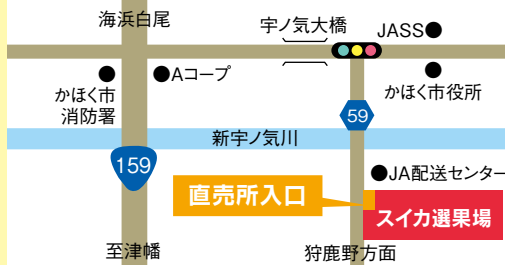 海浜白尾
宇ノ気大橋
JASS●
●Aコープ
かほく市
消防署
かほく市役所
59
新宇ノ気川
159
●JA配送センター
直売所入口
スイカ選果場
至津幡
狩鹿野方面